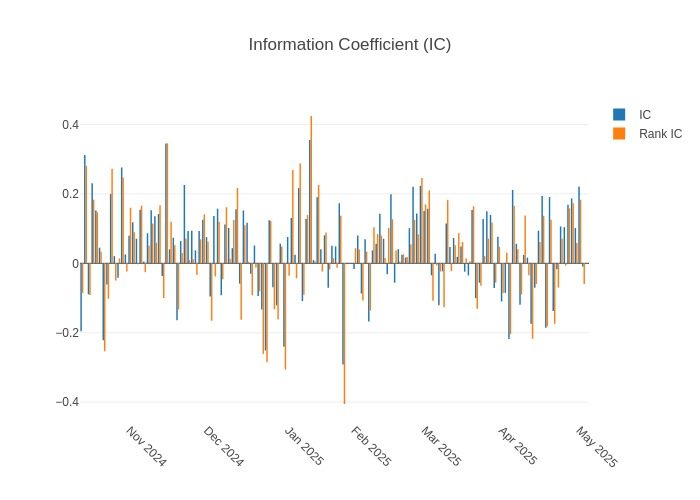 Information Coefficient (IC)
IC
Rank IC
0.4
0.2
0
−0.2
−0.4
Nov 2024
Dec 2024
Jan 2025
Feb 2025
Mar 2025
Apr 2025
May 2025